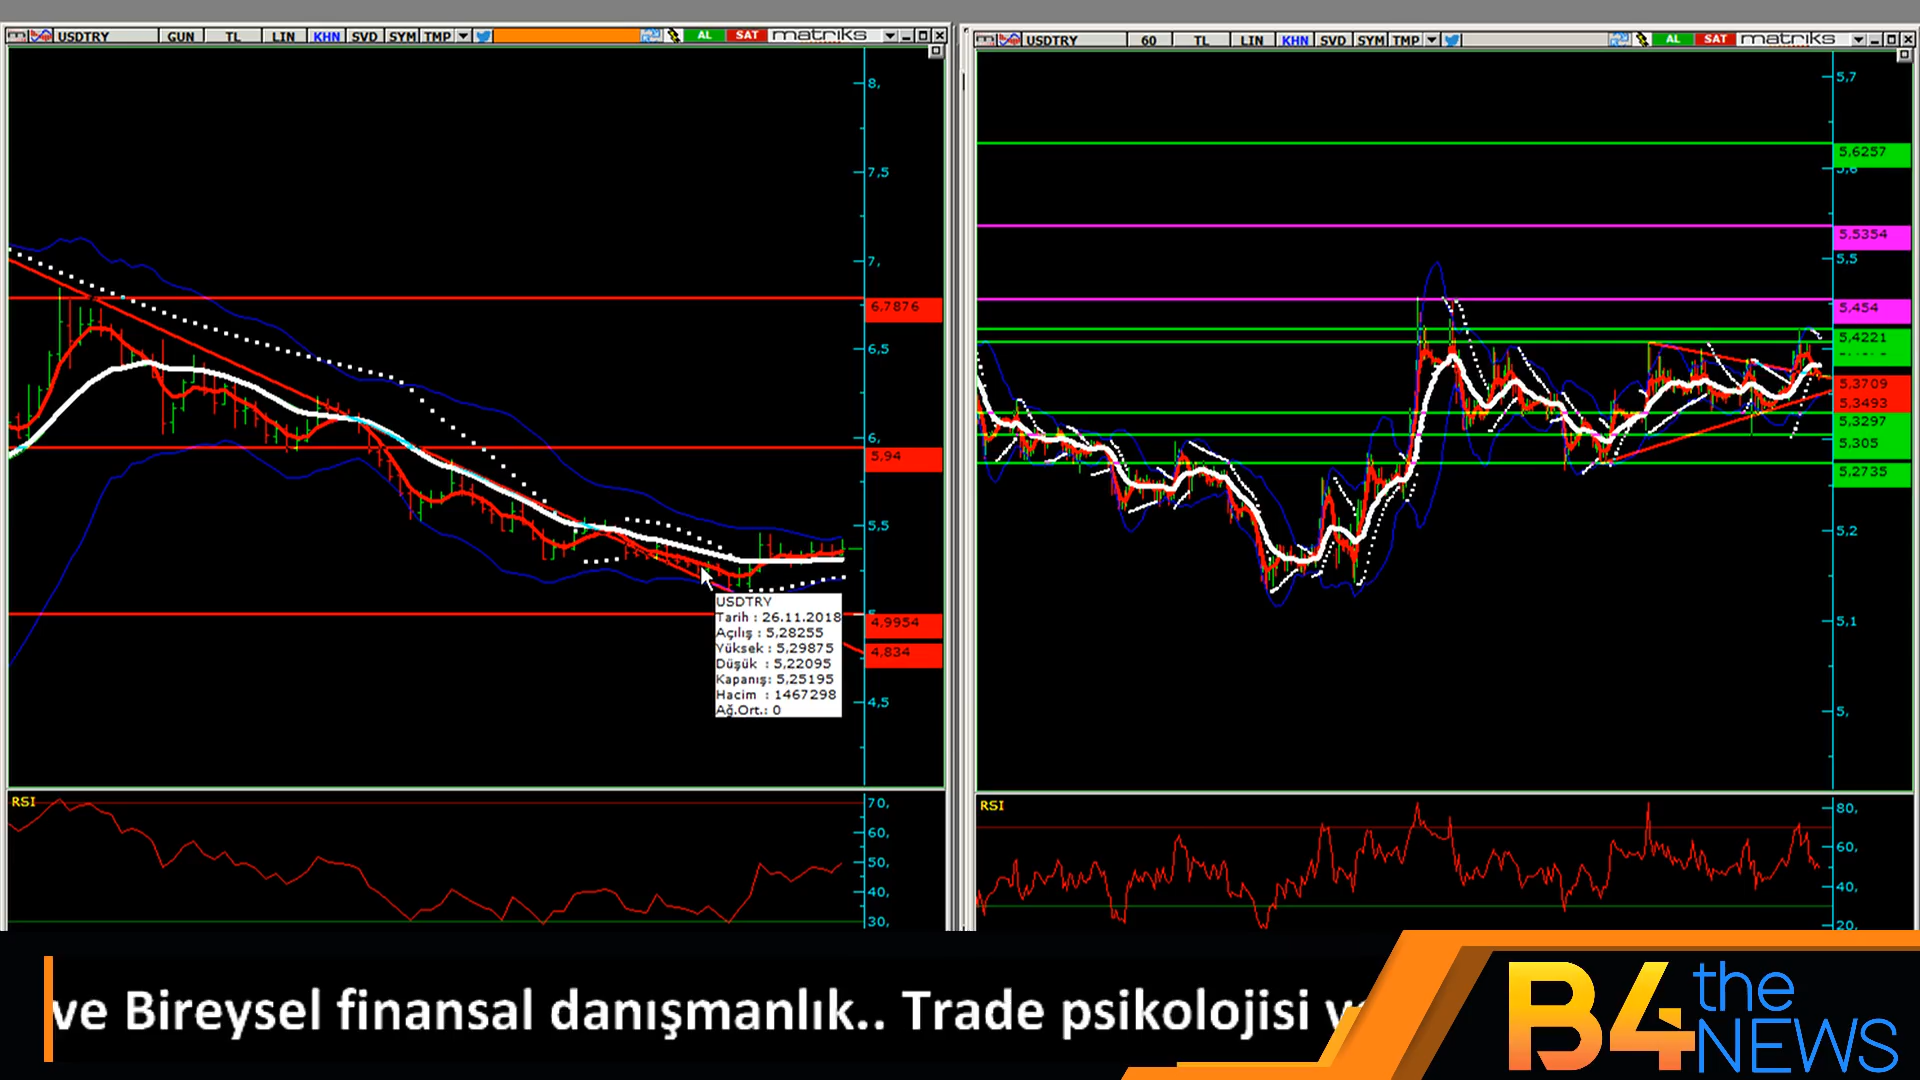 USDTRY GUN TL LIN KHN SVD SYM TMP AL SAT matriks
8,
7,5
7,
6,7876
6,5
6,
5,94
5,5
5,
4,9954
4,834
4,5
USDTRY
Tarih : 26.11.2018
Açılış : 5,28255
Yüksek : 5,29875
Düşük : 5,22095
Kapanış: 5,25195
Hacim : 1467298
Ağ.Ort.: 0
RSI
70,
60,
50,
40,
30,
USDTRY 60 TL LIN KHN SVD SYM TMP AL SAT matriks
5,7
5,6257
5,6
5,5354
5,5
5,454
5,4221
5,3709
5,3493
5,3297
5,305
5,2735
5,2
5,1
5,
RSI
80,
60,
40,
20,
ve Bireysel finansal danışmanlık.. Trade psikolojisi
B4 the NEWS